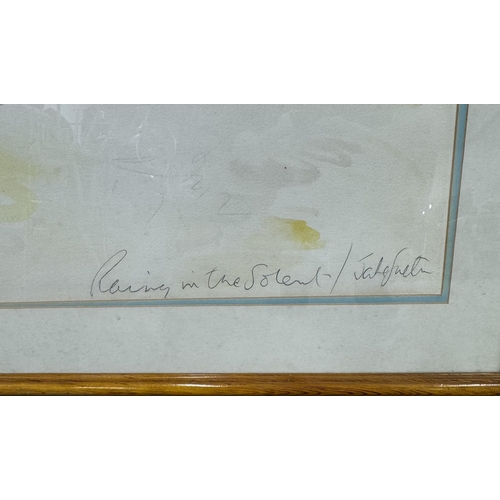 Racing in the Solent /